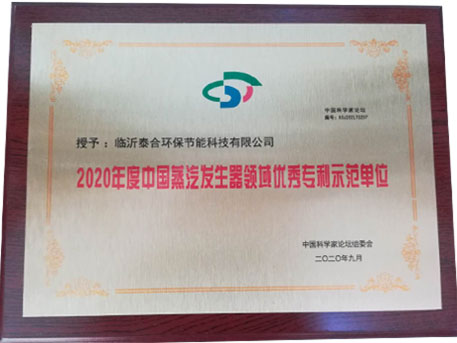 中国科学家论坛
授予：临沂泰合环保节能科技有限公司
2020年度中国蒸汽发生器领域优秀专利示范单位
中国科学家论坛组委会
二〇二〇年九月